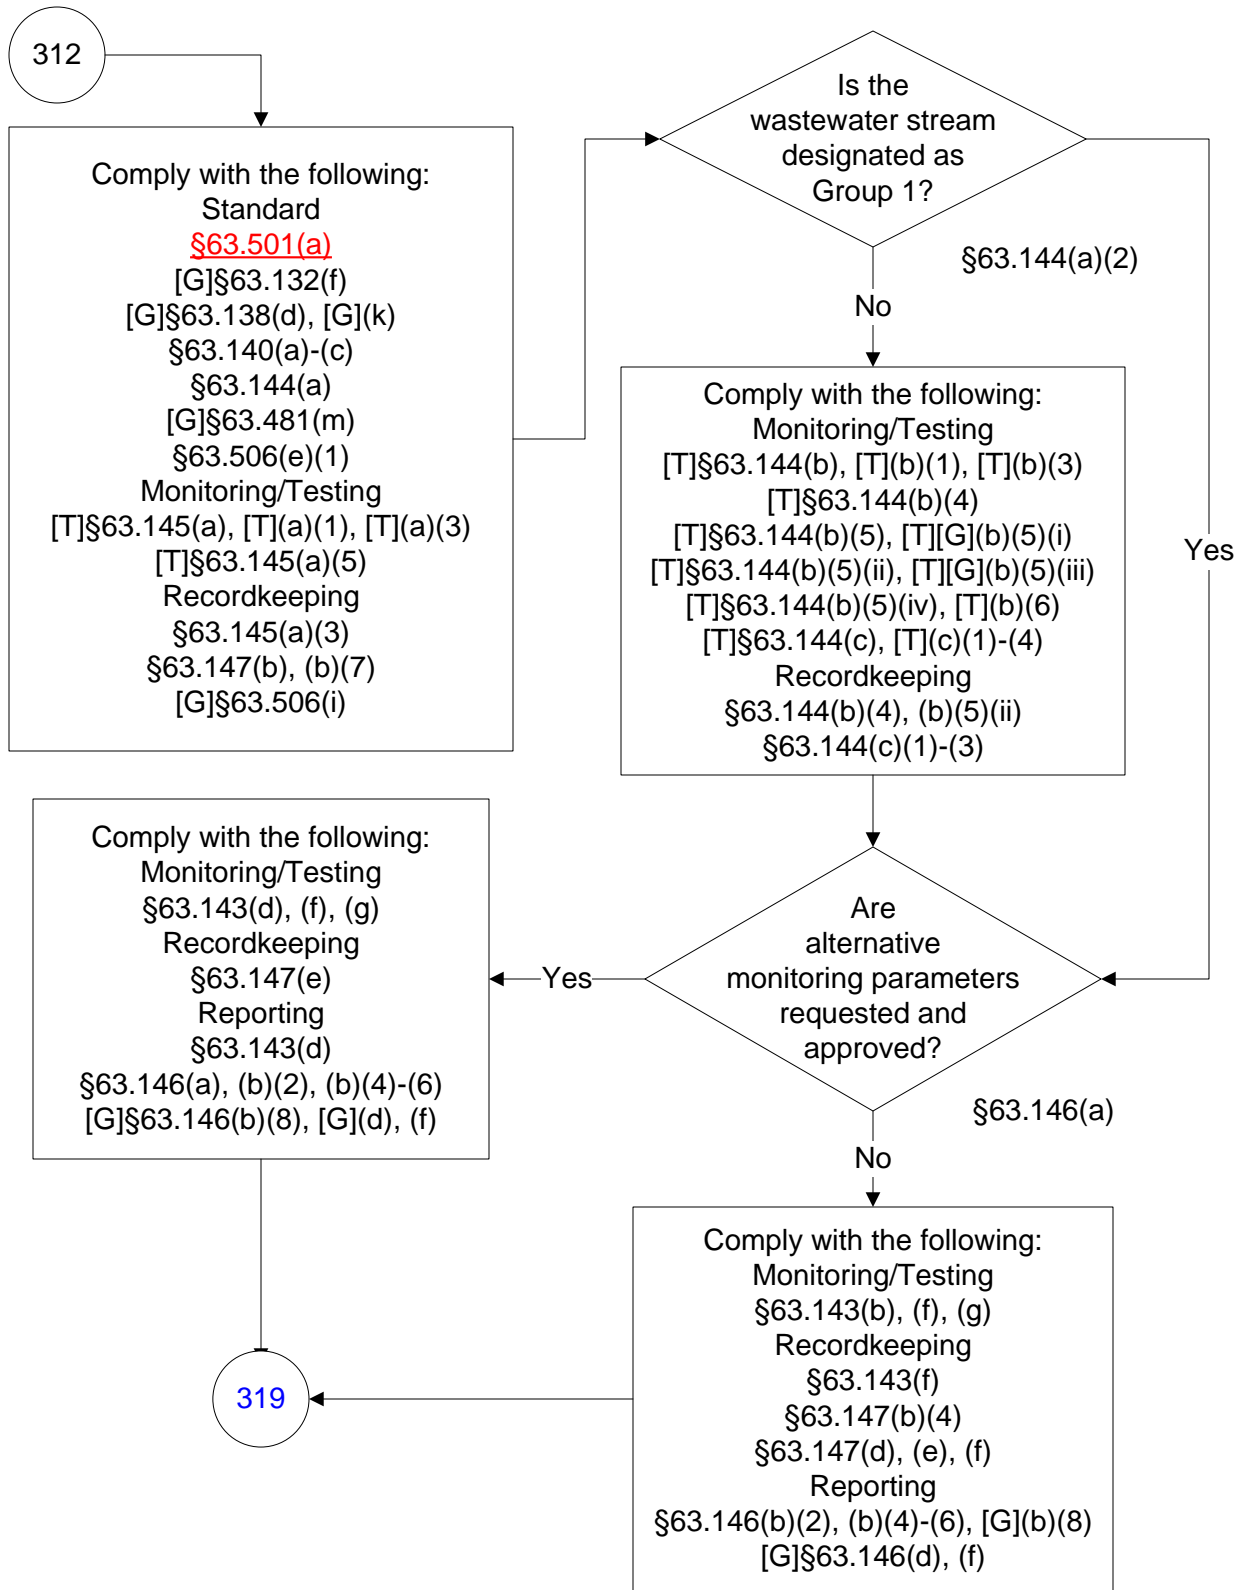 312
Comply with the following:
Standard
§63.501(a)
[G]§63.132(f)
[G]§63.138(d), [G](k)
§63.140(a)-(c)
§63.144(a)
[G]§63.481(m)
§63.506(e)(1)
Monitoring/Testing
[T]§63.145(a), [T](a)(1), [T](a)(3)
[T]§63.145(a)(5)
Recordkeeping
§63.145(a)(3)
§63.147(b), (b)(7)
[G]§63.506(i)
Is the
wastewater stream
designated as
Group 1?
§63.144(a)(2)
No
Yes
Comply with the following:
Monitoring/Testing
[T]§63.144(b), [T](b)(1), [T](b)(3)
[T]§63.144(b)(4)
[T]§63.144(b)(5), [T][G](b)(5)(i)
[T]§63.144(b)(5)(ii), [T][G](b)(5)(iii)
[T]§63.144(b)(5)(iv), [T](b)(6)
[T]§63.144(c), [T](c)(1)-(4)
Recordkeeping
§63.144(b)(4), (b)(5)(ii)
§63.144(c)(1)-(3)
Are
alternative
monitoring parameters
requested and
approved?
§63.146(a)
Yes
No
Comply with the following:
Monitoring/Testing
§63.143(d), (f), (g)
Recordkeeping
§63.147(e)
Reporting
§63.143(d)
§63.146(a), (b)(2), (b)(4)-(6)
[G]§63.146(b)(8), [G](d), (f)
Comply with the following:
Monitoring/Testing
§63.143(b), (f), (g)
Recordkeeping
§63.143(f)
§63.147(b)(4)
§63.147(d), (e), (f)
Reporting
§63.146(b)(2), (b)(4)-(6), [G](b)(8)
[G]§63.146(d), (f)
319